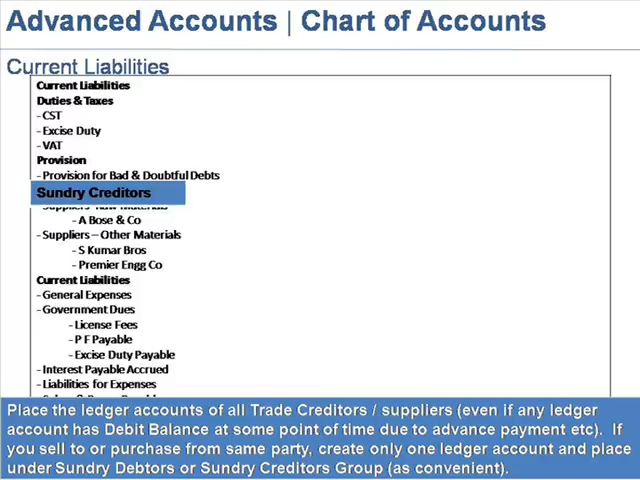 Advanced Accounts | Chart of Accounts
Current Liabilities
Current Liabilities
Duties & Taxes
- CST
- Excise Duty
- VAT
Provision
- Provision for Bad & Doubtful Debts
Sundry Creditors
- A Bose & Co
- Suppliers – Other Materials
- S Kumar Bros
- Premier Engg Co
Current Liabilities
- General Expenses
- Government Dues
- License Fees
- P F Payable
- Excise Duty Payable
- Interest Payable Accrued
- Liabilities for Expenses
Place the ledger accounts of all Trade Creditors / suppliers (even if any ledger
account has Debit Balance at some point of time due to advance payment etc). If
you sell to or purchase from same party, create only one ledger account and place
under Sundry Debtors or Sundry Creditors Group (as convenient).